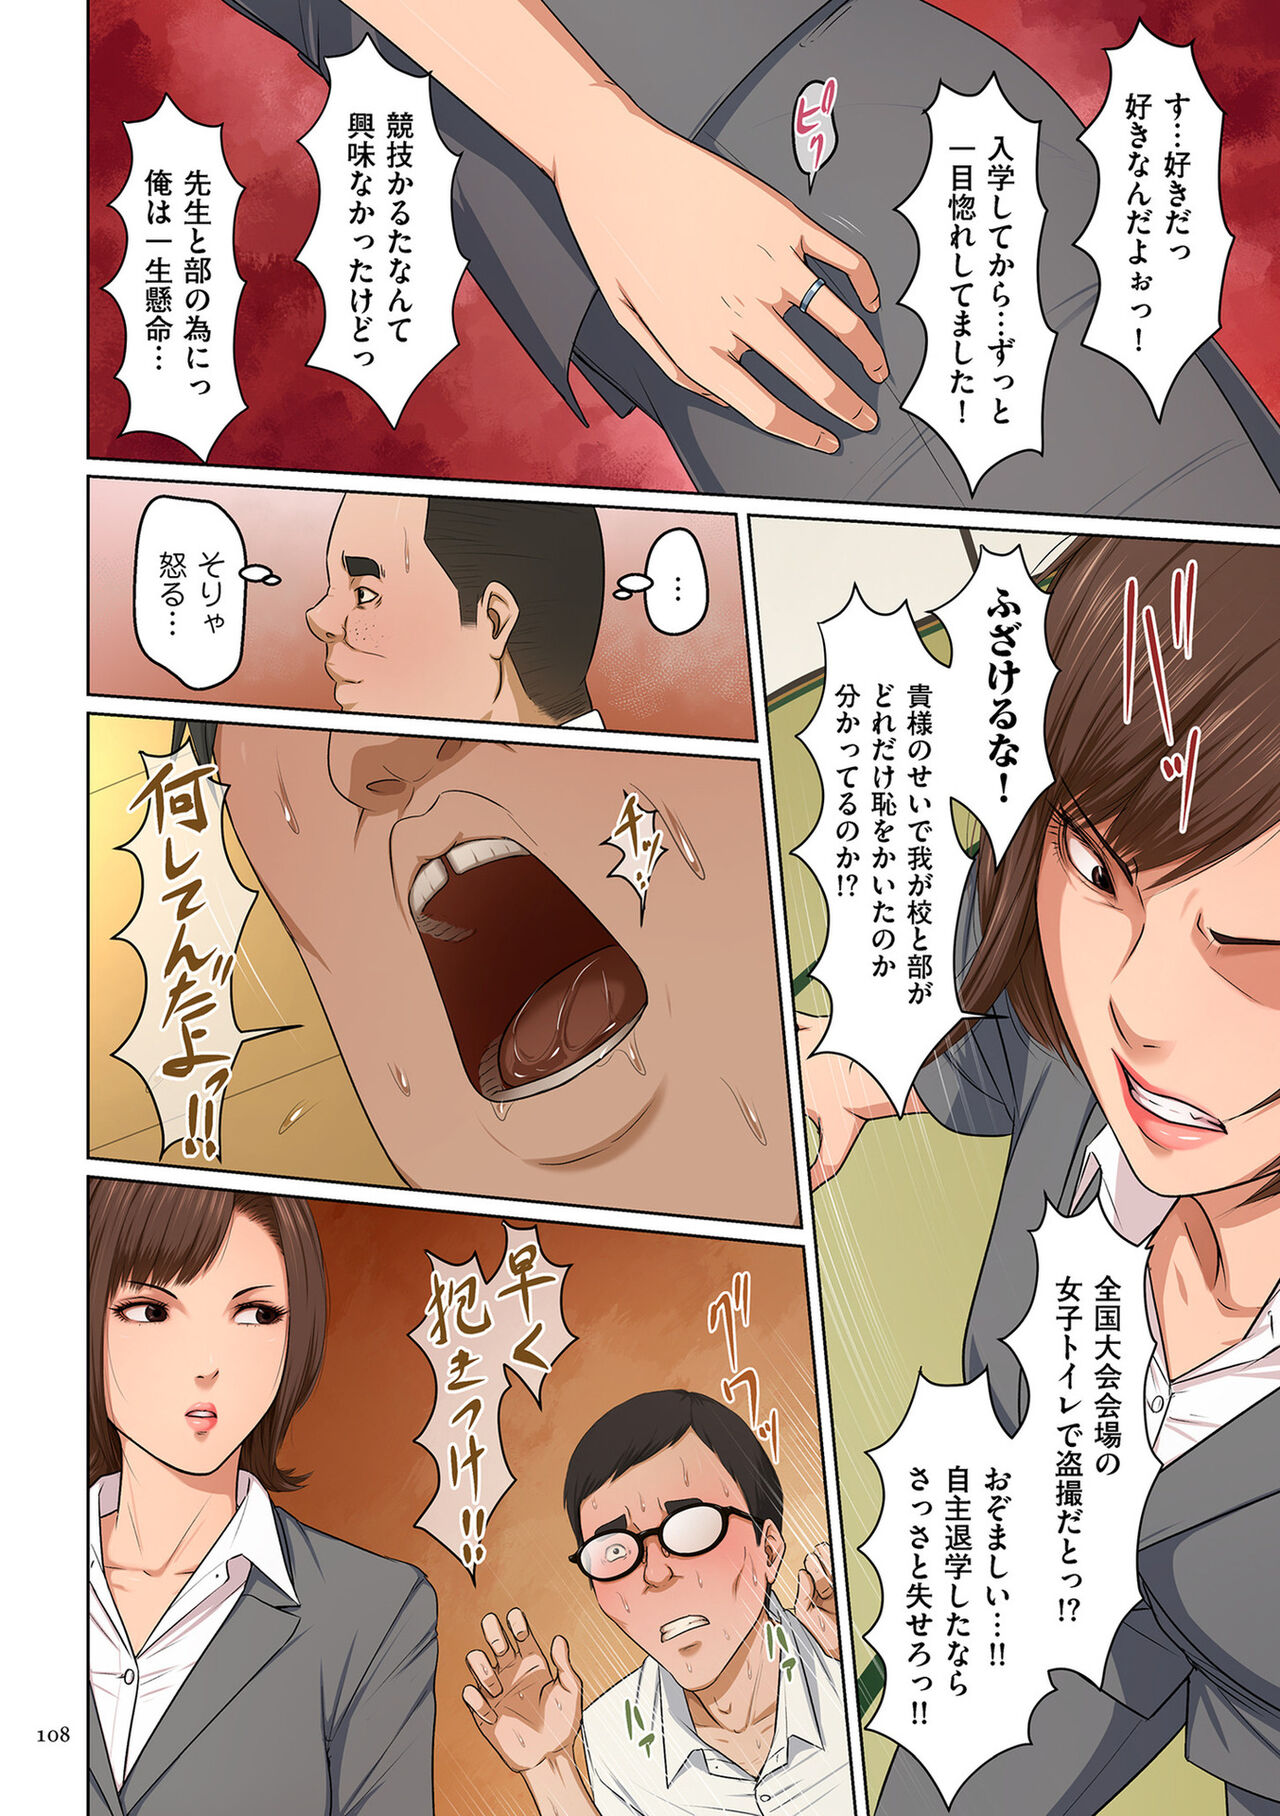 す…好きだっ
好きなんだよぉっ！
入学してから…ずっと
一目惚れしてました！
ビクッ
競技かるたなんて
興味なかったけどっ
先生と部の為にっ
俺は一生懸命…
…
そりゃ
怒る…
ふざけるな！
貴様のせいで我が校と部が
どれだけ恥をかいたのか
分かってるのか!?
全国大会会場の
女子トイレで盗撮だとっ!?
おぞましい…!!
自主退学したなら
さっさと失せろっ!!
チッ
何してんだよっ!!
早く
抱きつけ!!
グワッ
ハァ
ハァ
108